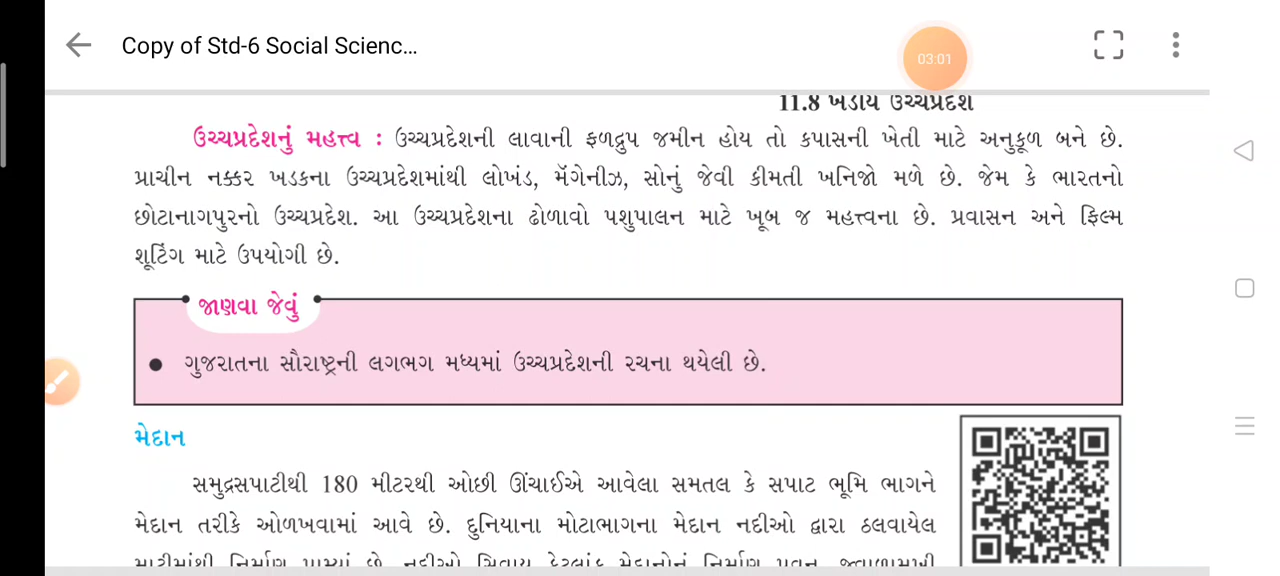 Copy of Std-6 Social Scienc...
03:01
11.8 ખંડીય ઉચ્ચપ્રદેશ
ઉચ્ચપ્રદેશનું મહત્ત્વ : ઉચ્ચપ્રદેશની લાવાની ફળદ્રુપ જમીન હોય તો કપાસની ખેતી માટે અનુકૂળ બને છે.
પ્રાચીન નક્કર ખડકના ઉચ્ચપ્રદેશમાંથી લોખંડ, મૅંગેનીઝ, સોનું જેવી કીમતી ખનિજો મળે છે. જેમ કે ભારતનો
છોટાનાગપુરનો ઉચ્ચપ્રદેશ. આ ઉચ્ચપ્રદેશના ઢોળાવો પશુપાલન માટે ખૂબ જ મહત્ત્વના છે. પ્રવાસન અને ફિલ્મ
શૂટિંગ માટે ઉપયોગી છે.
જાણવા જેવું
● ગુજરાતના સૌરાષ્ટ્રની લગભગ મધ્યમાં ઉચ્ચપ્રદેશની રચના થયેલી છે.
મેદાન
સમુદ્રસપાટીથી 180 મીટરથી ઓછી ઊંચાઈએ આવેલા સમતલ કે સપાટ ભૂમિ ભાગને
મેદાન તરીકે ઓળખવામાં આવે છે. દુનિયાના મોટાભાગના મેદાન નદીઓ દ્વારા ઠલવાયેલ
માટીમાંથી નિર્માણ પામ્યાં છે. નદીઓ સિવાય કેટલાંક મેદાનોનું નિર્માણ પવન, જ્વાળામુખી